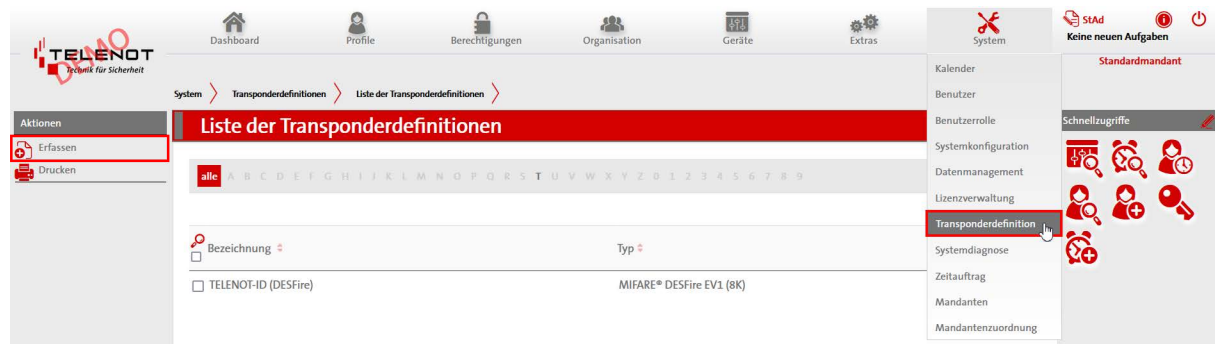 TELENOT
Technik für Sicherheit
DEMO
Dashboard
Profile
Berechtigungen
Organisation
Geräte
Extras
System
StAd
Keine neuen Aufgaben
Standardmandant
System
Transponderdefinitionen
Liste der Transponderdefinitionen
Aktionen
Erfassen
Drucken
Liste der Transponderdefinitionen
alle A B C D E F G H I J K L M N O P Q R S T U V W X Y Z 0 1 2 3 4 5 6 7 8 9
Bezeichnung
Typ
TELENOT-ID (DESFire)
MIFARE® DESFire EV1 (8K)
Kalender
Benutzer
Benutzerrolle
Systemkonfiguration
Datenmanagement
Lizenzverwaltung
Transponderdefinition
Systemdiagnose
Zeitauftrag
Mandanten
Mandantenzuordnung
Schnellzugriffe